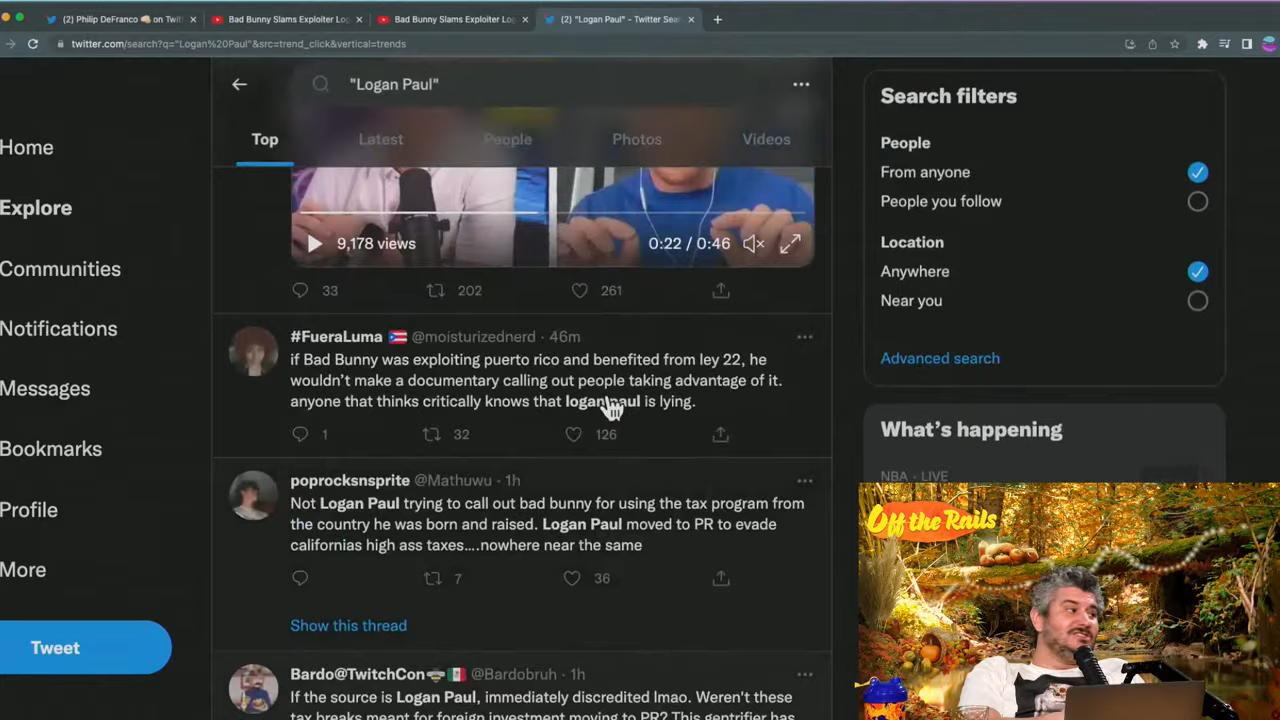 (2) Philip DeFranco 🧠 on Twit
Bad Bunny Slams Exploiter Log
Bad Bunny Slams Exploiter Log
(2) "Logan Paul" - Twitter Sea
twitter.com/search?q="Logan%20Paul"&src=trend_click&vertical=trends
"Logan Paul"
Top
Latest
People
Photos
Videos
Home
Explore
Communities
Notifications
Messages
Bookmarks
Profile
More
Tweet
9,178 views
0:22 / 0:46
33
202
261
#FueraLuma 🇵🇷 @moisturizednerd · 46m
if Bad Bunny was exploiting puerto rico and benefited from ley 22, he
wouldn't make a documentary calling out people taking advantage of it.
anyone that thinks critically knows that logan paul is lying.
1
32
126
poprocksnsprite @Mathuwu · 1h
Not Logan Paul trying to call out bad bunny for using the tax program from
the country he was born and raised. Logan Paul moved to PR to evade
californias high ass taxes....nowhere near the same
7
36
Show this thread
Bardo@TwitchCon 🇲🇽 @Bardobruh · 1h
If the source is Logan Paul, immediately discredited lmao. Weren't these
tax breaks meant for foreign investment moving to PR? This gentrifier has
Search filters
People
From anyone
People you follow
Location
Anywhere
Near you
Advanced search
What's happening
NBA · LIVE
Off the Rails